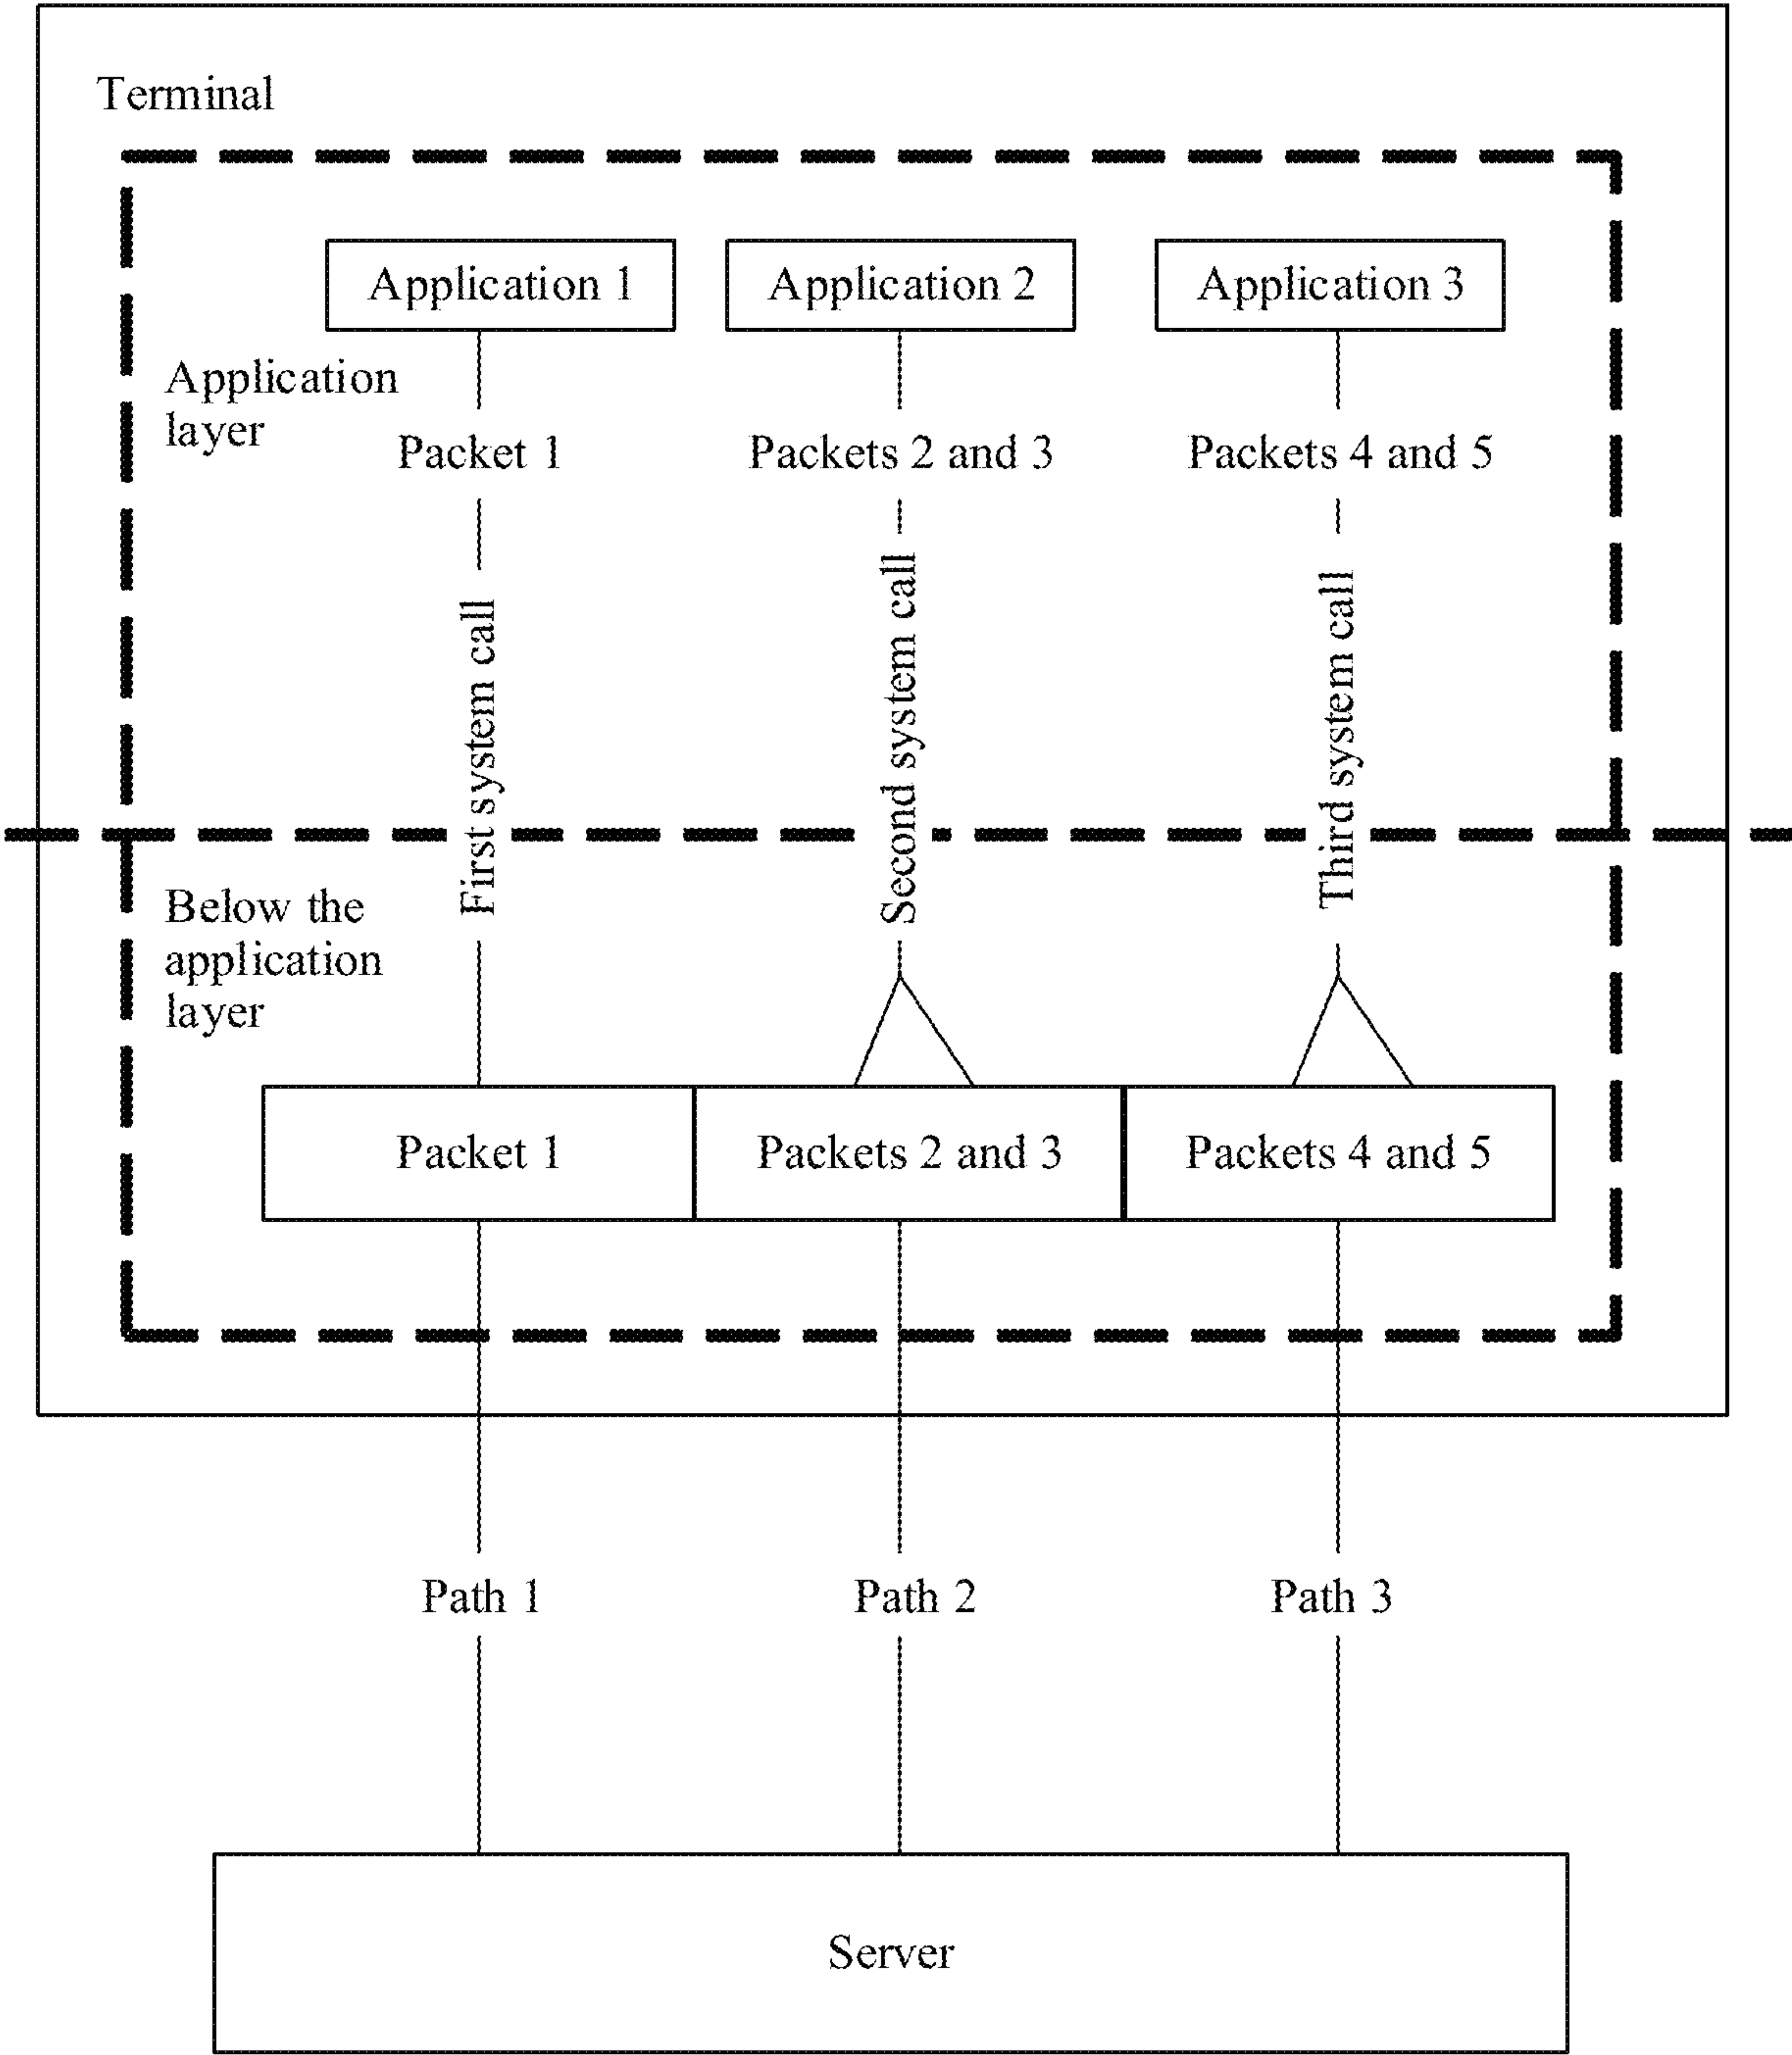 Terminal
Application 1
Application 2
Application 3
Application
layer
Packet 1
Packets 2 and 3
Packets 4 and 5
First system call
Second system call
Third system call
Below the
application
layer
Packet 1
Packets 2 and 3
Packets 4 and 5
Path 1
Path 2
Path 3
Server